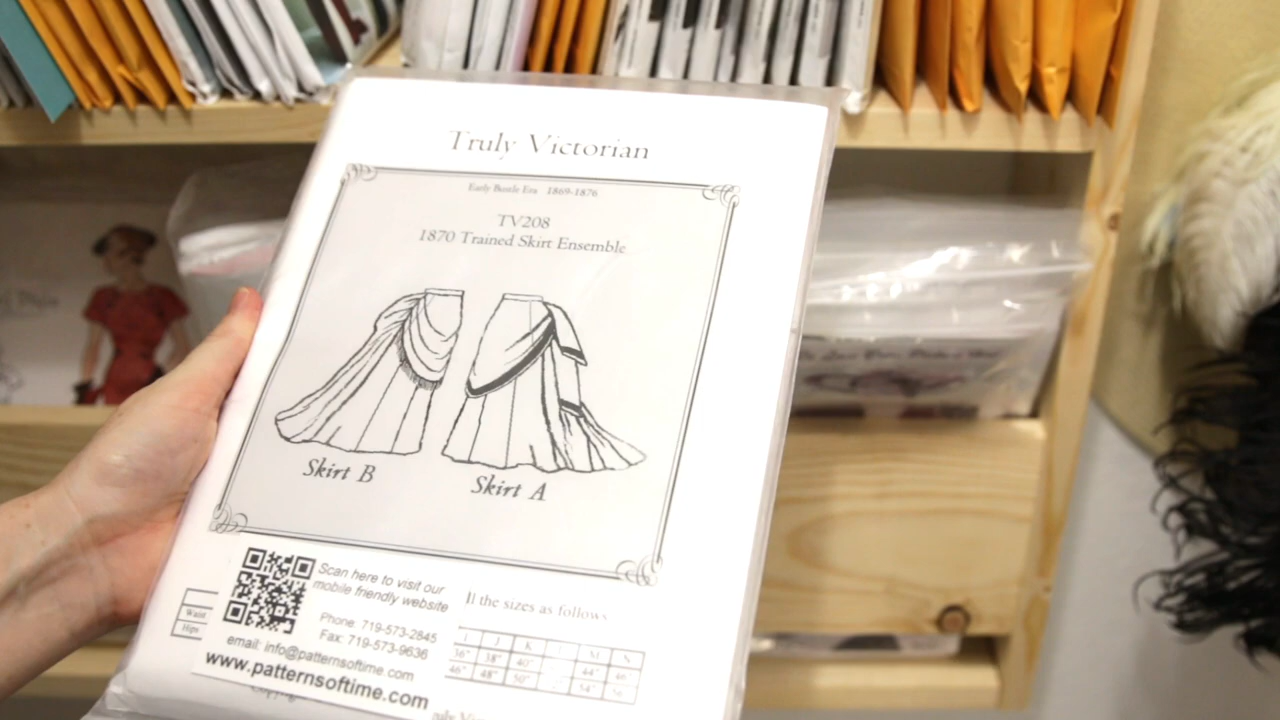 Truly Victorian
Early Bustle Era 1869-1876
TV208
1870 Trained Skirt Ensemble
Skirt B
Skirt A
Scan here to visit our
mobile friendly website
Phone: 719-573-2845
Fax: 719-573-9636
email: info@patternsoftime.com
www.patternsoftime.com
ll the sizes as follows
Waist
Hips
J K M N
36" 38" 40" 44" 46"
46" 48" 50" 54"